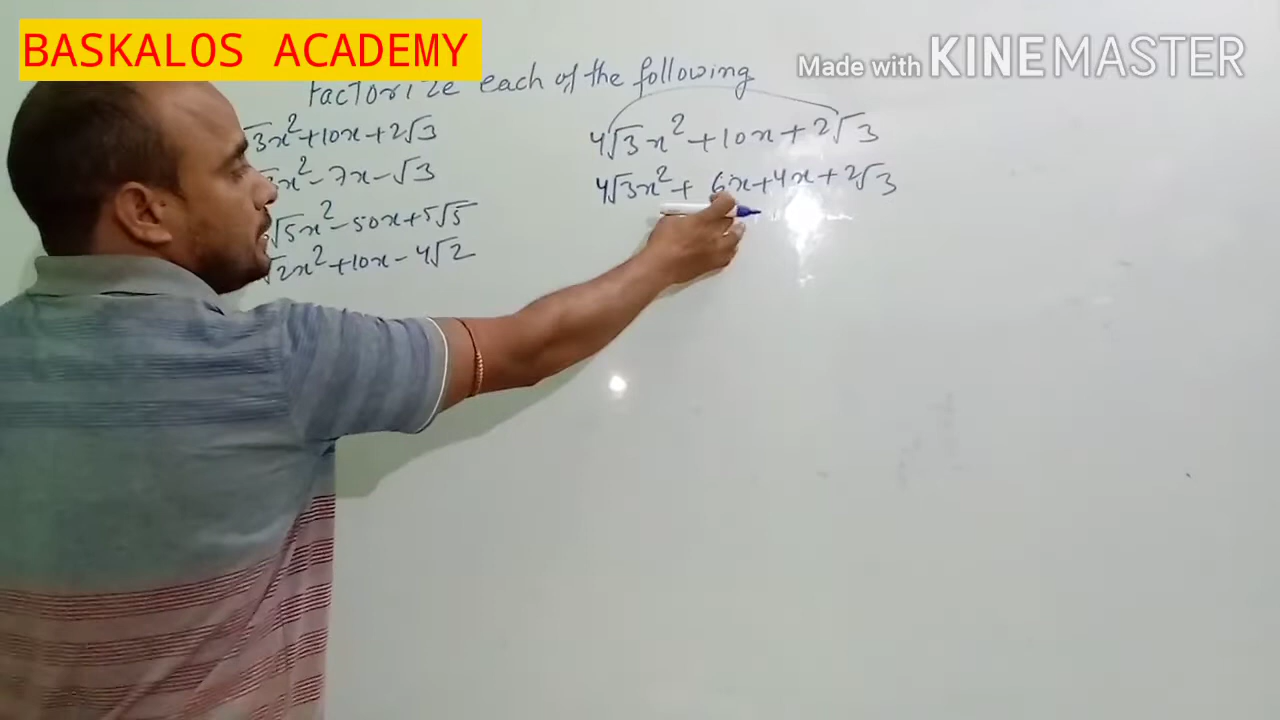 BASKALOS ACADEMY
Made with KINEMASTER
Factorize each of the following
√3x²+10x+2√3
x²-7x-√3
√5x²-50x+5√5
√2x²+10x-4√2
4√3x²+10x+2√3
4√3x²+ 6x+4x+2√3